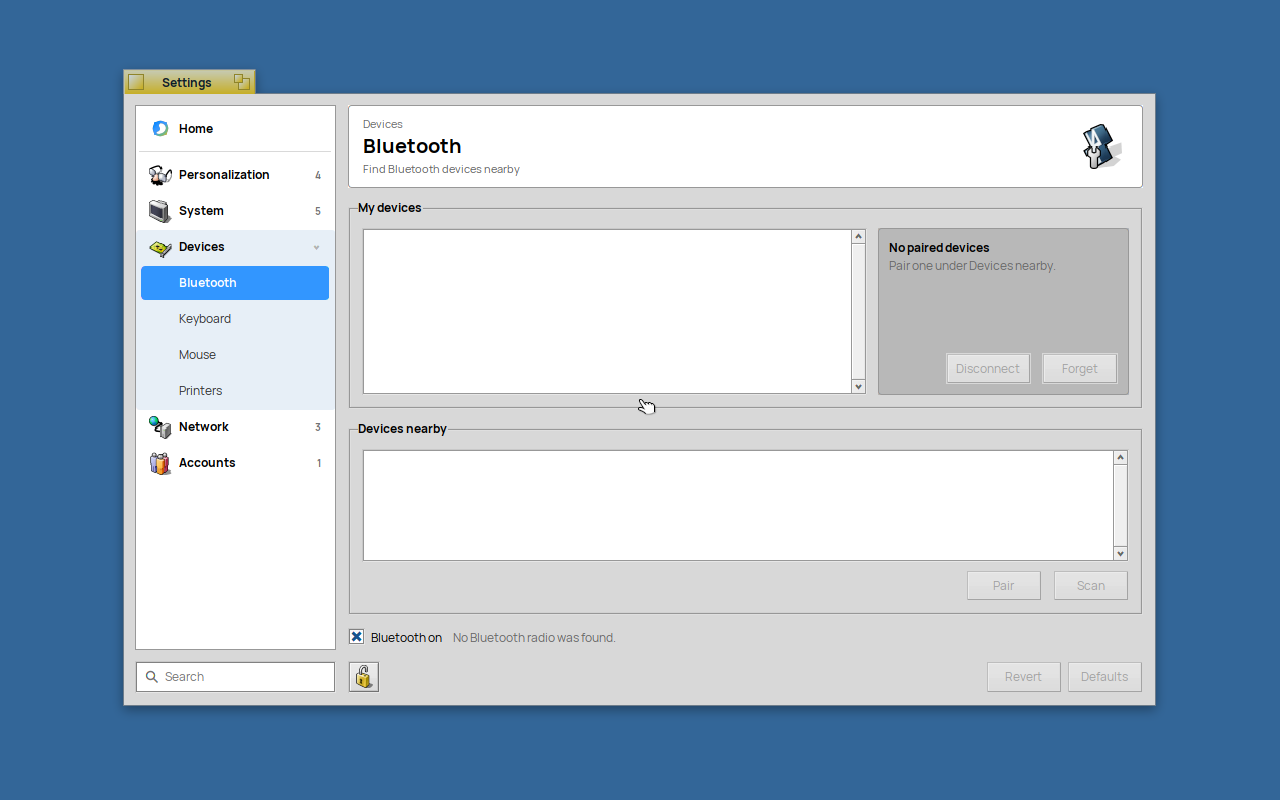 Settings
Home
Personalization 4
System 5
Devices
Bluetooth
Keyboard
Mouse
Printers
Network 3
Accounts 1
Search
Devices
Bluetooth
Find Bluetooth devices nearby
My devices
No paired devices
Pair one under Devices nearby.
Disconnect Forget
Devices nearby
Pair Scan
Bluetooth on No Bluetooth radio was found.
Revert Defaults